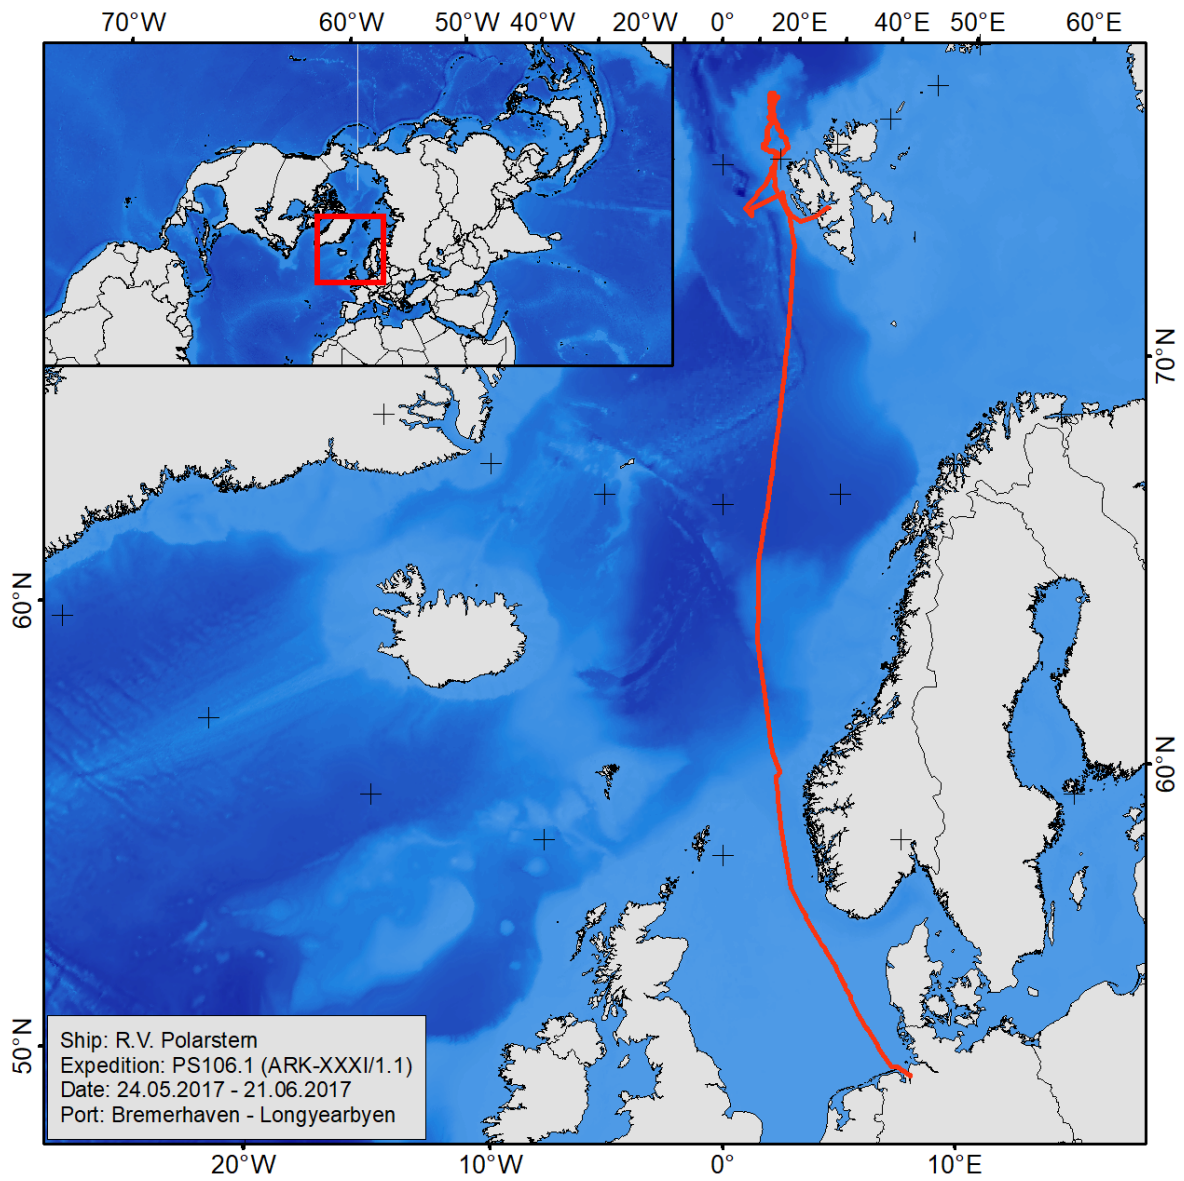 70°W 60°W 50°W 40°W 20°W 0° 20°E 40°E 50°E 60°E
70°N
60°N
60°N
50°N
Ship: R.V. Polarstern
Expedition: PS106.1 (ARK-XXXI/1.1)
Date: 24.05.2017 - 21.06.2017
Port: Bremerhaven - Longyearbyen
20°W 10°W 0° 10°E